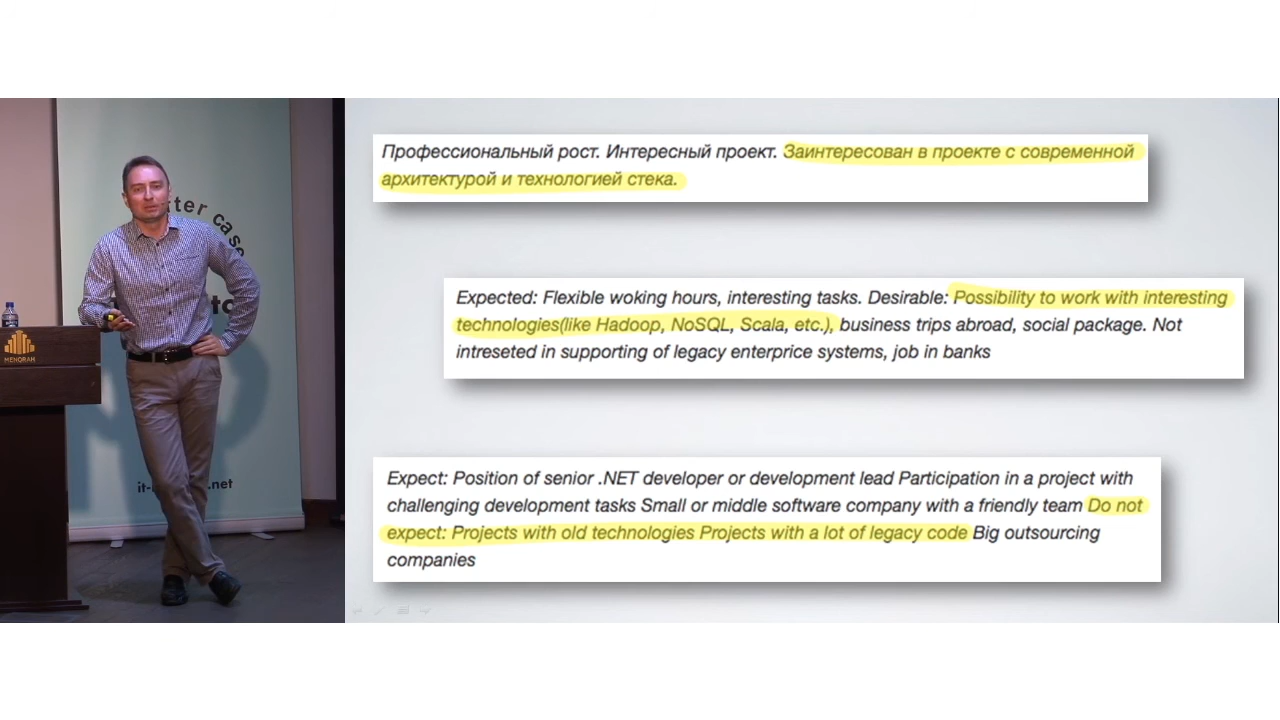 tter case
to
it-
.net
MENORAH
Профессиональный рост. Интересный проект. Заинтересован в проекте с современной
архитектурой и технологией стека.
Expected: Flexible woking hours, interesting tasks. Desirable: Possibility to work with interesting
technologies(like Hadoop, NoSQL, Scala, etc.), business trips abroad, social package. Not
intreseted in supporting of legacy enterprice systems, job in banks
Expect: Position of senior .NET developer or development lead Participation in a project with
challenging development tasks Small or middle software company with a friendly team Do not
expect: Projects with old technologies Projects with a lot of legacy code Big outsourcing
companies